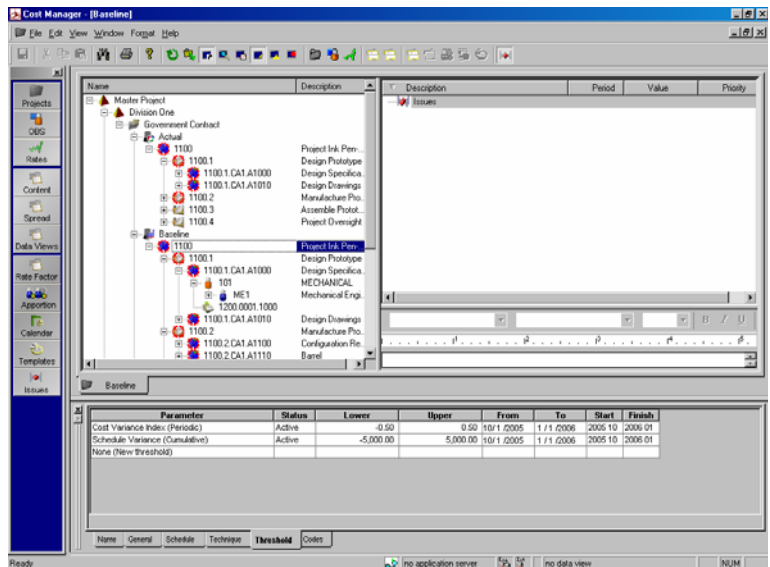 Cost Manager - [Baseline]
File Edit View Window Format Help
Projects
OBS
Rates
Content
Spread
Data Views
Rate Factor
Apportion
Calendar
Templates
Issues
Name Description
Master Project
Division One
Government Contract
Actual
1100 Project Ink Pen-...
1100.1 Design Prototype
1100.1.CA1.A1000 Design Specifica...
1100.1.CA1.A1010 Design Drawings
1100.2 Manufacture Pro...
1100.3 Assemble Protot...
1100.4 Project Oversight
Baseline
1100 Project Ink Pen-...
1100.1 Design Prototype
1100.1.CA1.A1000 Design Specifica...
101 MECHANICAL
ME1 Mechanical Engi...
1200.0001.1000
1100.1.CA1.A1010 Design Drawings
1100.2 Manufacture Pro...
1100.2.CA1.A1100 Configuration Re...
1100.2.CA1.A1110 Barrel
Description Period Value Priority
Issues
B I U
1 2 3 4 5
Baseline
Parameter Status Lower Upper From To Start Finish
Cost Variance Index (Periodic) Active -0.50 0.50 10/1 /2005 1 /1 /2006 2005 10 2006 01
Schedule Variance (Cumulative) Active -5,000.00 5,000.00 10/1 /2005 1 /1 /2006 2005 10 2006 01
None (New threshold)
Name General Schedule Technique Threshold Codes
Ready no application server no data view NUM